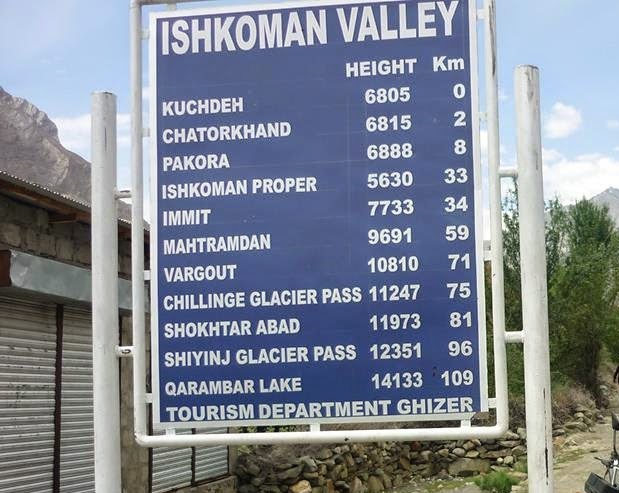 ISHKOMAN VALLEY
HEIGHT Km
KUCHDEH 6805 0
CHATORKHAND 6815 2
PAKORA 6888 8
ISHKOMAN PROPER 5630 33
IMMIT 7733 34
MAHTRAMDAN 9691 59
VARGOUT 10810 71
CHILLINGE GLACIER PASS 11247 75
SHOKHTAR ABAD 11973 81
SHIYINJ GLACIER PASS 12351 96
QARAMBAR LAKE 14133 109
TOURISM DEPARTMENT GHIZER